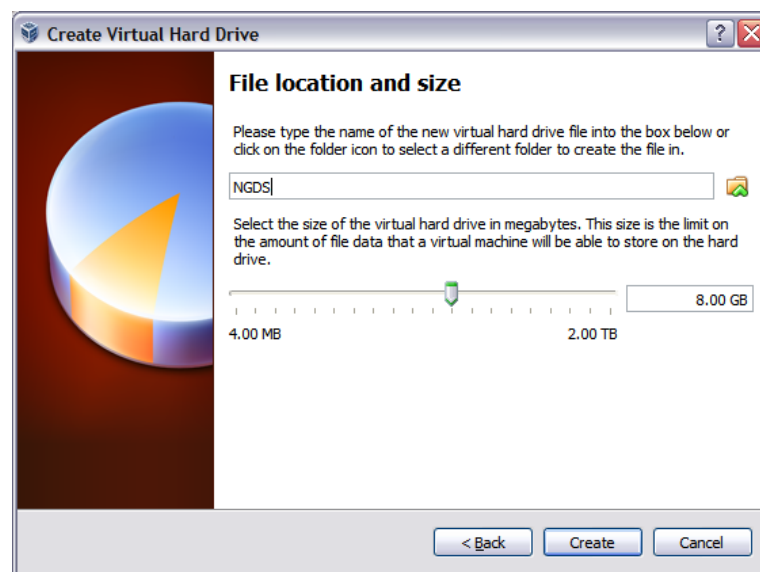 Create Virtual Hard Drive
File location and size
Please type the name of the new virtual hard drive file into the box below or
click on the folder icon to select a different folder to create the file in.
NGDS
Select the size of the virtual hard drive in megabytes. This size is the limit on
the amount of file data that a virtual machine will be able to store on the hard
drive.
8.00 GB
4.00 MB 2.00 TB
< Back Create Cancel